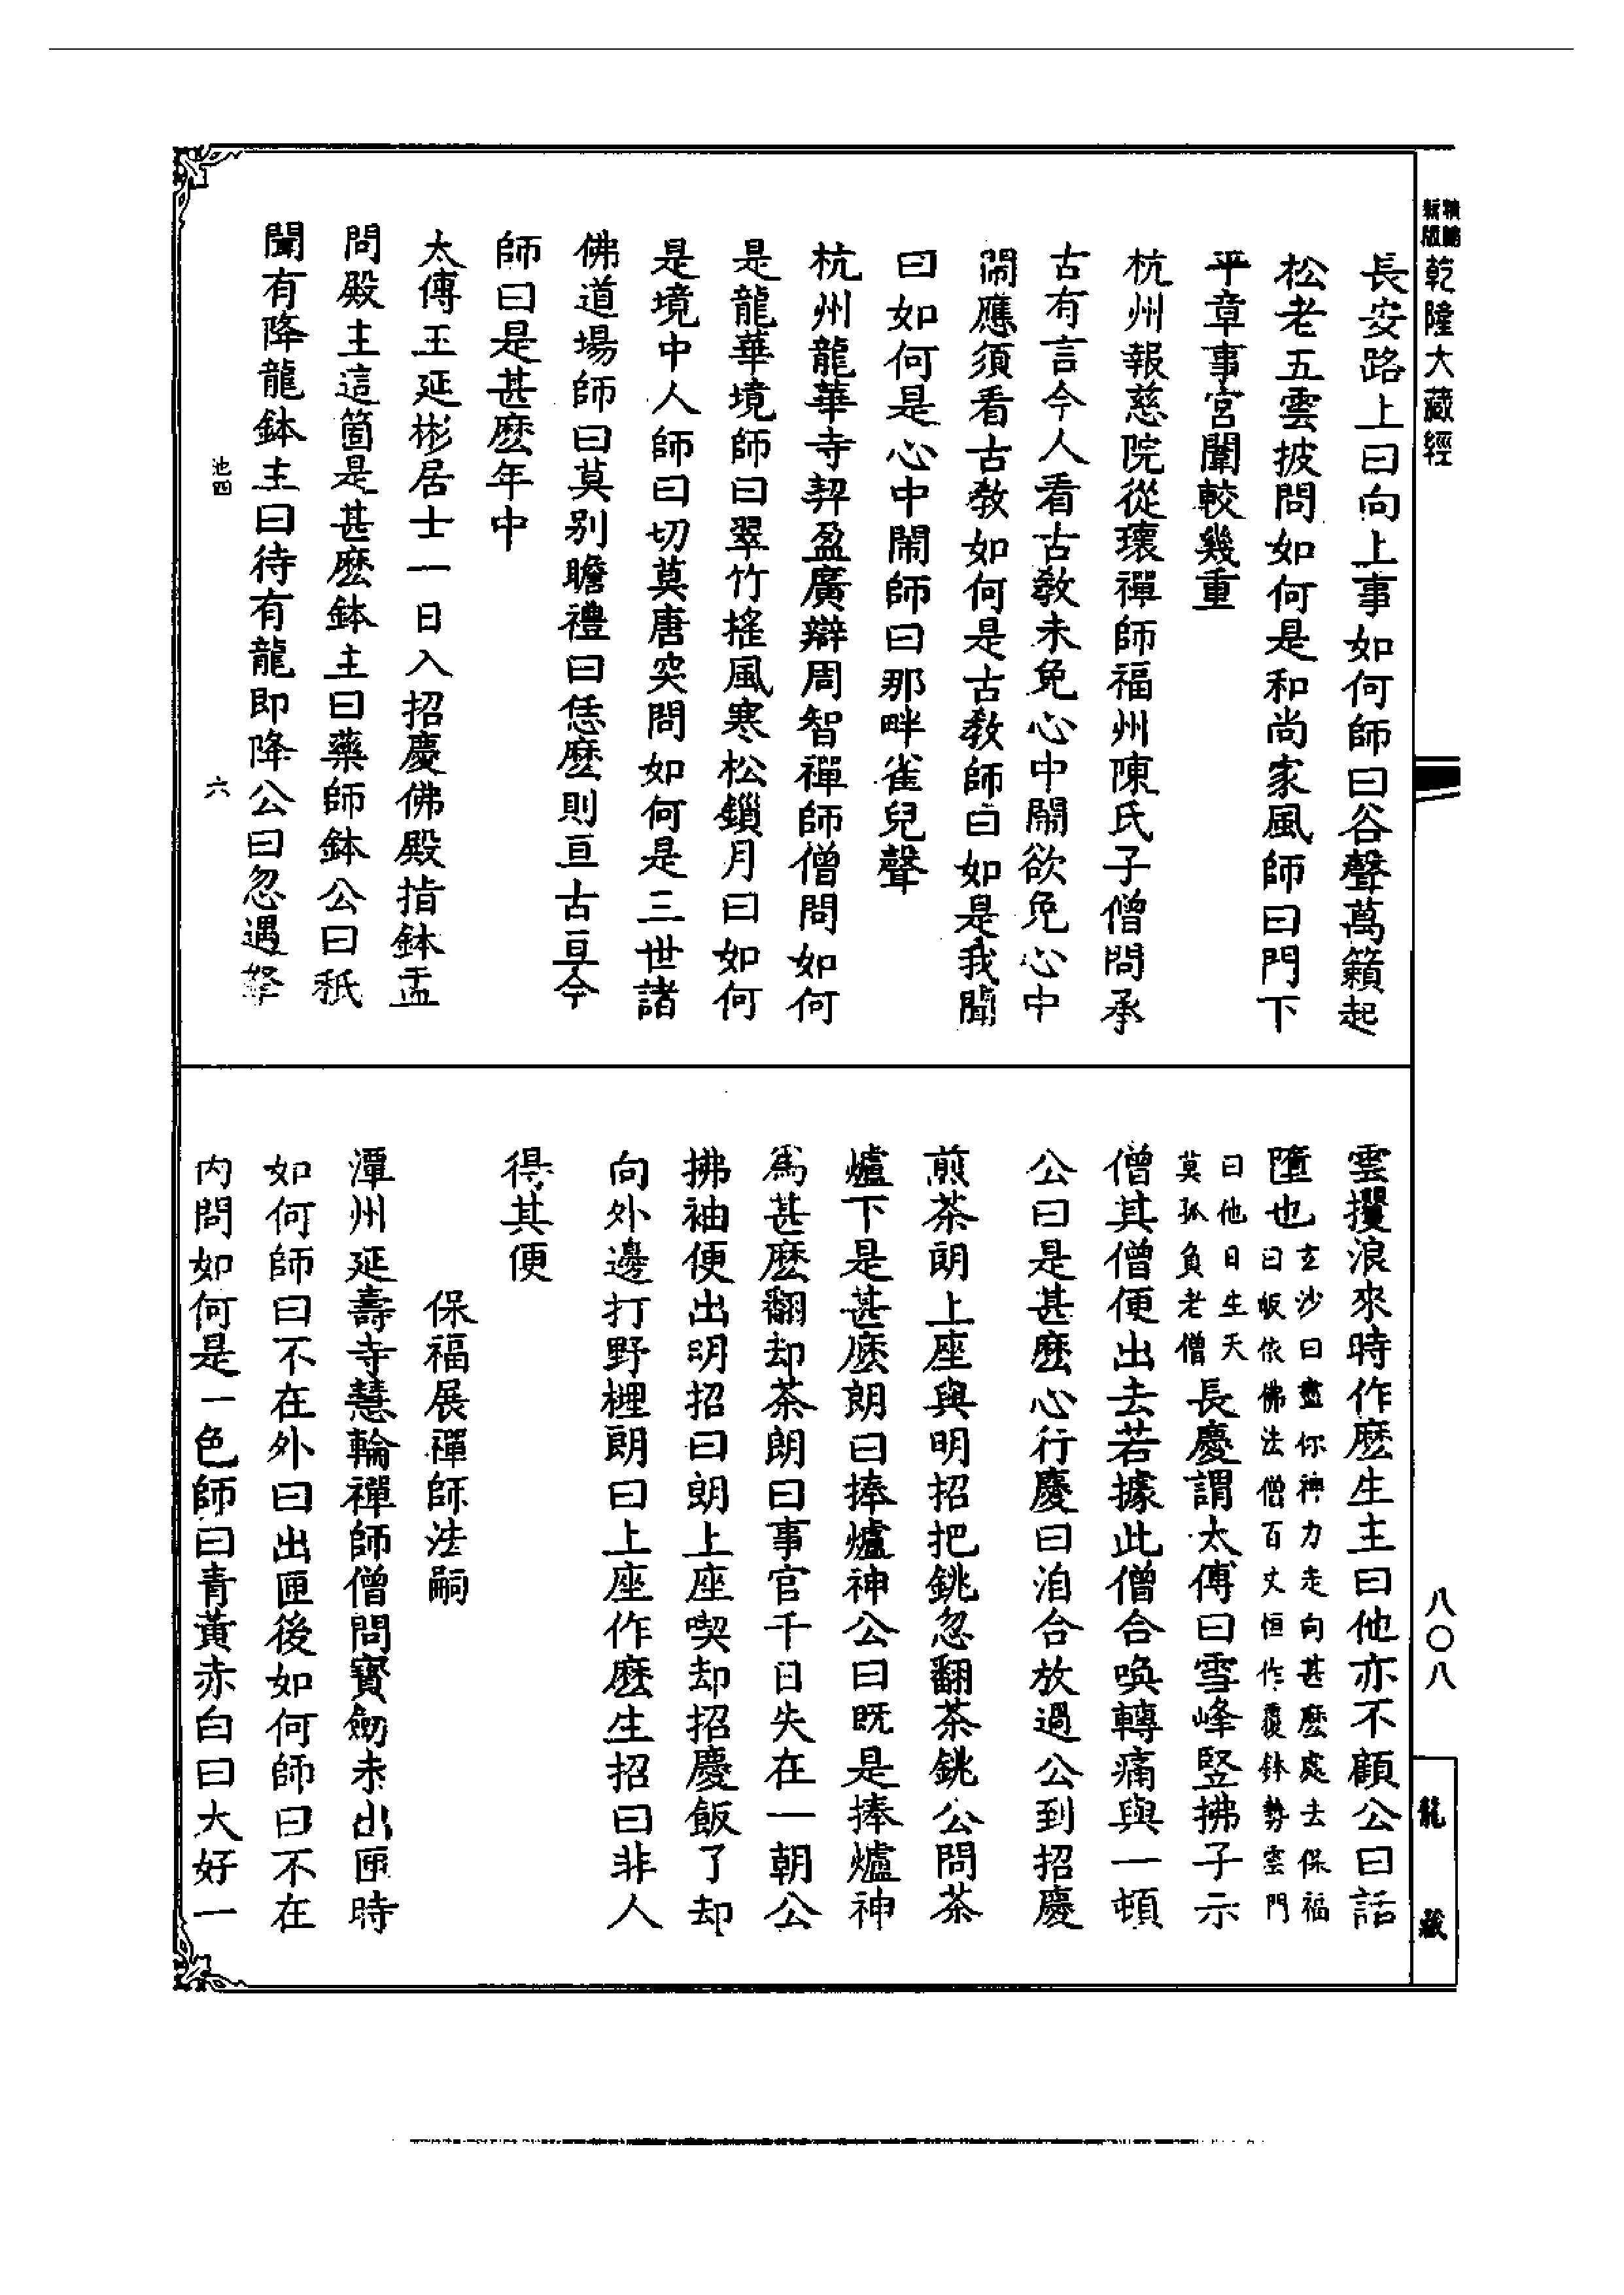 精縮
新版
乾隆大藏經
長安路上曰向上事如何師曰谷聲萬籟起
松老五雲披問如何是和尚家風師曰門下
平章事宮闈較幾重
杭州報慈院從瓌禪師福州陳氏子僧問承
古有言今人看古教未免心中鬧欲免心中
鬧應須看古教如何是古教師曰如是我聞
曰如何是心中鬧師曰那畔雀兒聲
杭州龍華寺契盈廣辯周智禪師僧問如何
是龍華境師曰翠竹搖風寒松鎖月曰如何
是境中人師曰切莫唐突問如何是三世諸
佛道場師曰莫別瞻禮曰恁麽則亘古亘今
師曰是甚麽年中
太傅王延彬居士一日入招慶佛殿指鉢盂
問殿主這箇是甚麽鉢主曰藥師鉢公曰秖
聞有降龍鉢主曰待有龍即降公曰忽遇拏
池四
六
雲攫浪來時作麽生主曰他亦不顧公曰話
墮也玄沙曰盡你神力走向甚麽處去保福
曰皈依佛法僧百丈恒作覆鉢勢雲門
曰他日生天
莫孤負老僧長慶謂太傅曰雪峰竪拂子示
僧其僧便出去若據此僧合喚轉痛與一頓
公曰是甚麽心行慶曰洎合放過公到招慶
煎茶朗上座與明招把銚忽翻茶銚公問茶
爐下是甚麽朗曰捧爐神公曰既是捧爐神
爲甚麽翻却茶朗曰事官千日失在一朝公
拂袖便出明招曰朗上座喫却招慶飯了却
向外邊打野榸朗曰上座作麽生招曰非人
得其便
保福展禪師法嗣
潭州延壽寺慧輪禪師僧問寶劒未出匣時
如何師曰不在外曰出匣後如何師曰不在
内問如何是一色師曰青黃赤白曰大好一
八〇八
龍藏